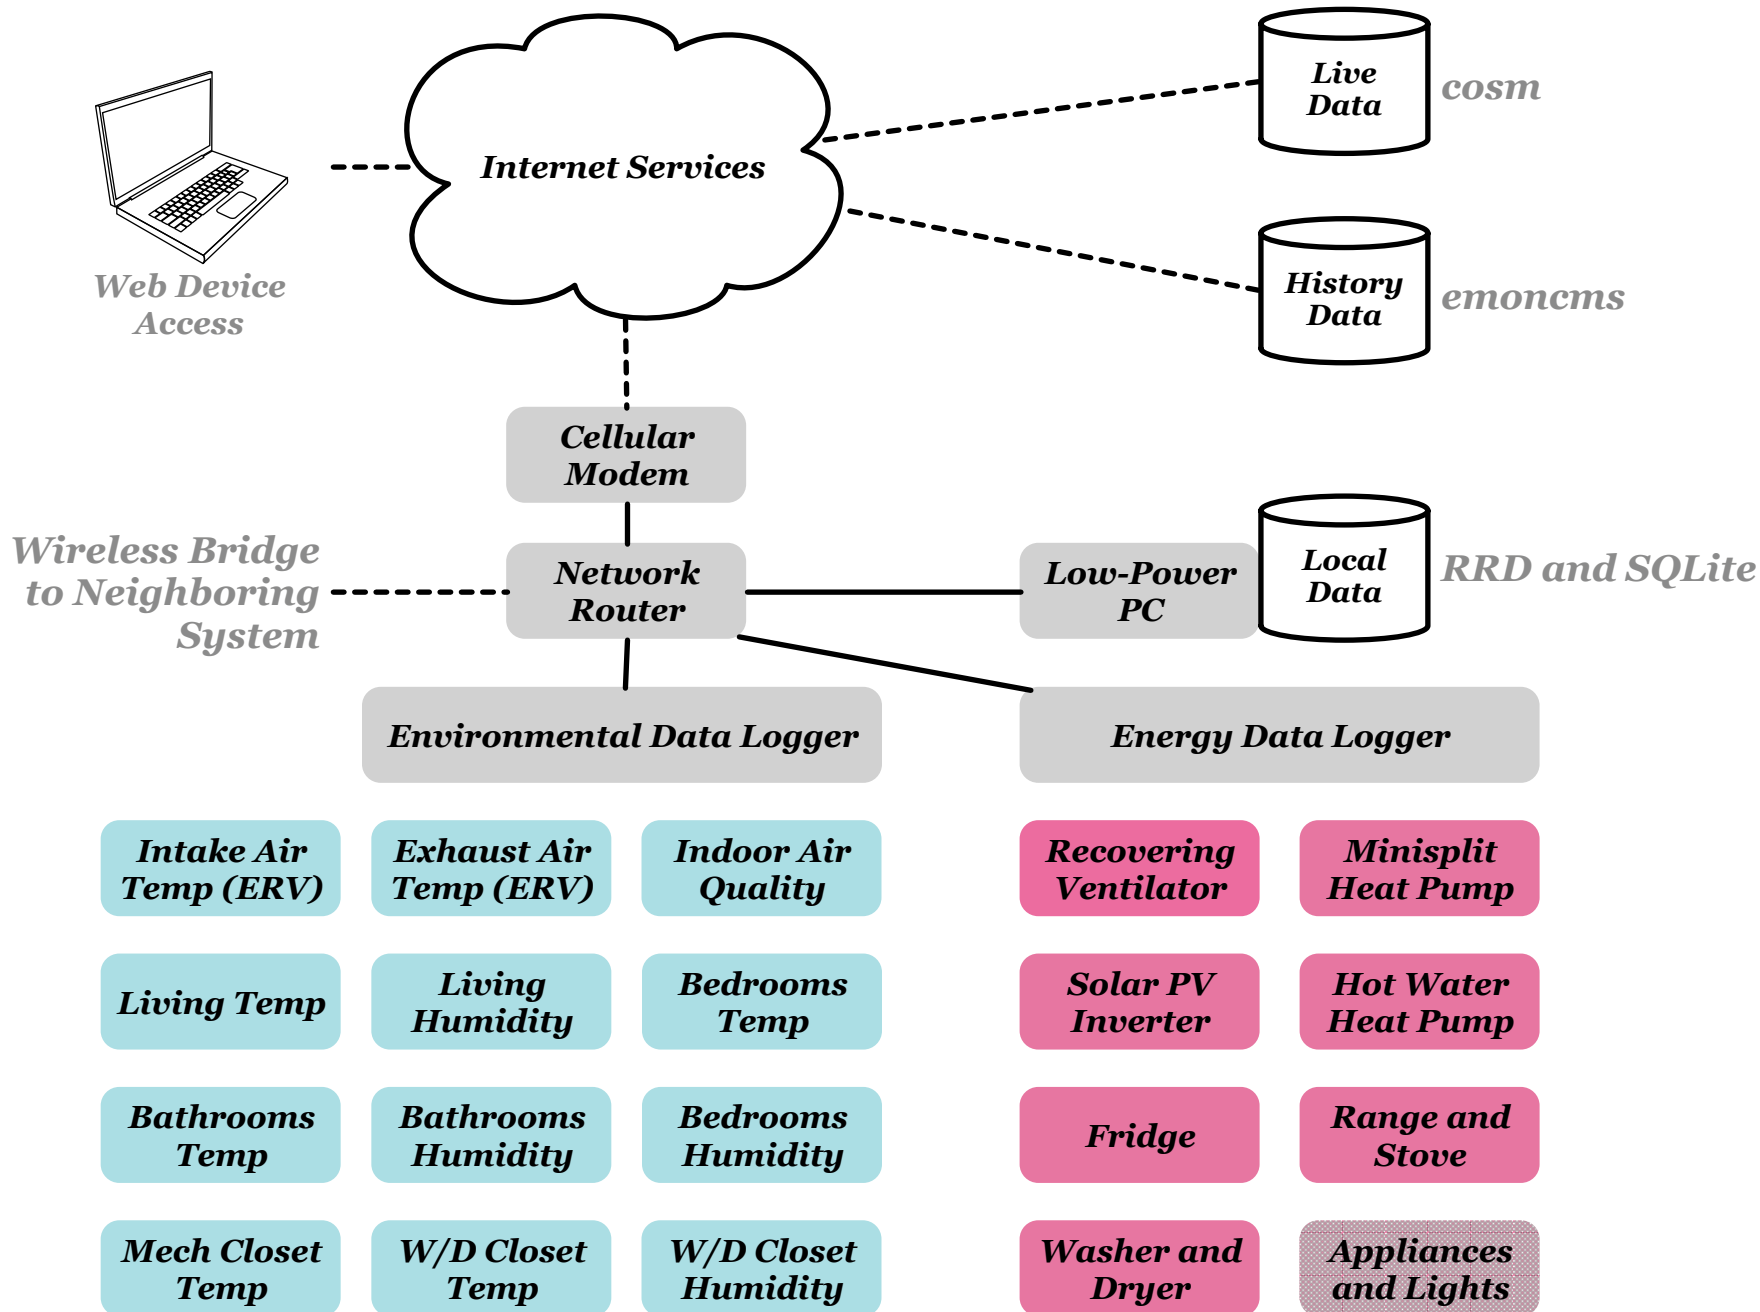 Live
Data
cosm
Internet Services
Web Device
Access
History
Data
emoncms
Cellular
Modem
Wireless Bridge
to Neighboring
System
Network
Router
Low-Power
PC
Local
Data
RRD and SQLite
Environmental Data Logger
Energy Data Logger
Intake Air
Temp (ERV)
Exhaust Air
Temp (ERV)
Indoor Air
Quality
Recovering
Ventilator
Minisplit
Heat Pump
Living Temp
Living
Humidity
Bedrooms
Temp
Solar PV
Inverter
Hot Water
Heat Pump
Bathrooms
Temp
Bathrooms
Humidity
Bedrooms
Humidity
Fridge
Range and
Stove
Mech Closet
Temp
W/D Closet
Temp
W/D Closet
Humidity
Washer and
Dryer
Appliances
and Lights